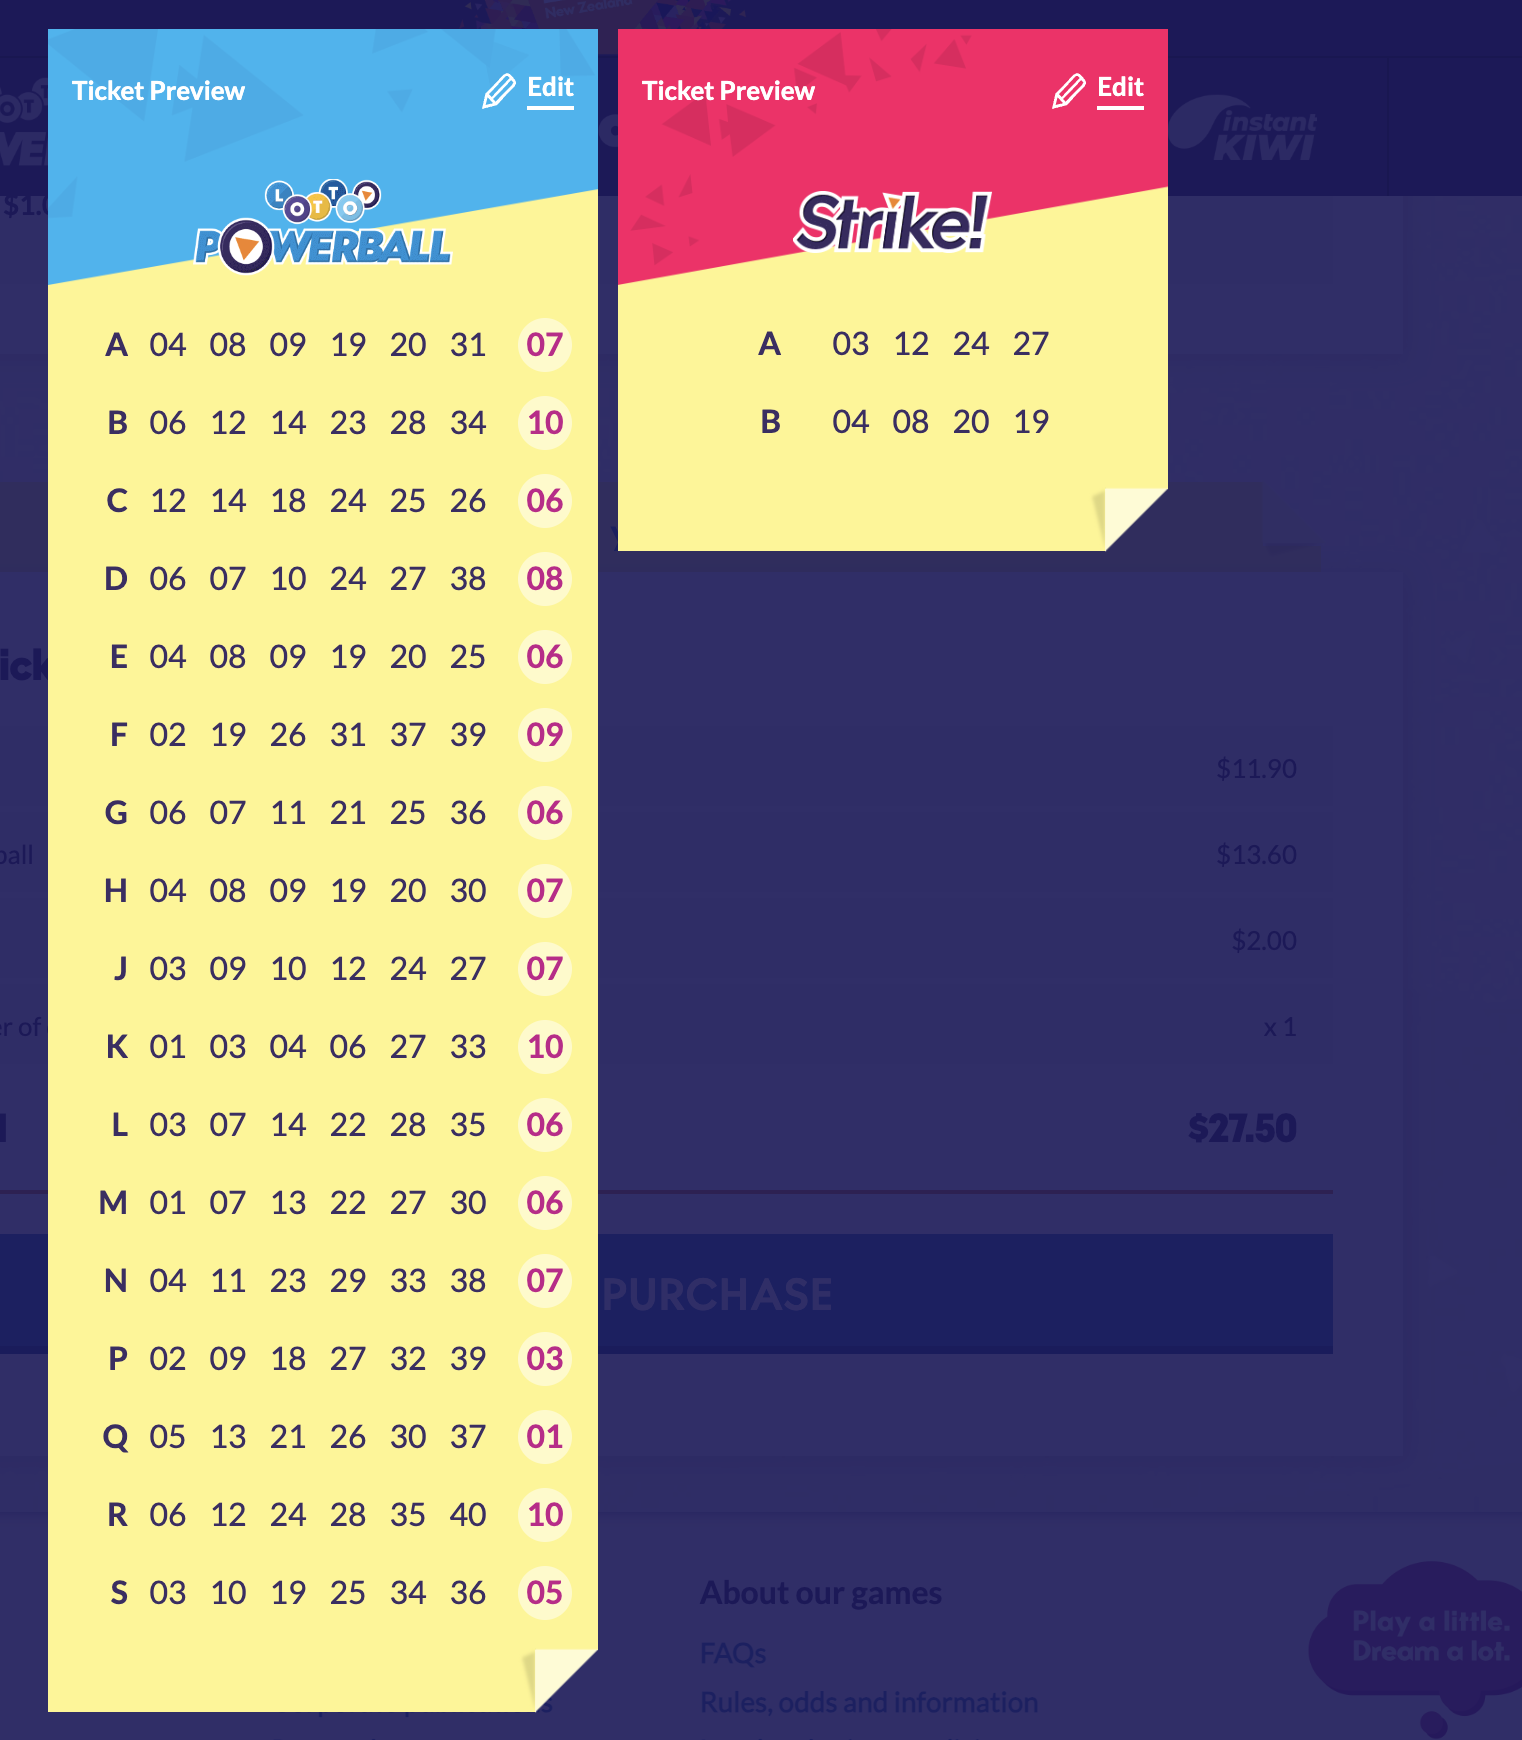 New Zealand
Ticket Preview
Edit
LOTTO
POWERBALL
A 04 08 09 19 20 31 07
B 06 12 14 23 28 34 10
C 12 14 18 24 25 26 06
D 06 07 10 24 27 38 08
E 04 08 09 19 20 25 06
F 02 19 26 31 37 39 09
G 06 07 11 21 25 36 06
H 04 08 09 19 20 30 07
J 03 09 10 12 24 27 07
K 01 03 04 06 27 33 10
L 03 07 14 22 28 35 06
M 01 07 13 22 27 30 06
N 04 11 23 29 33 38 07
P 02 09 18 27 32 39 03
Q 05 13 21 26 30 37 01
R 06 12 24 28 35 40 10
S 03 10 19 25 34 36 05
Ticket Preview
Edit
Strike!
A 03 12 24 27
B 04 08 20 19
instant
KIWI
$11.90
$13.60
$2.00
x 1
$27.50
PURCHASE
About our games
FAQs
Rules, odds and information
Play a little.
Dream a lot.